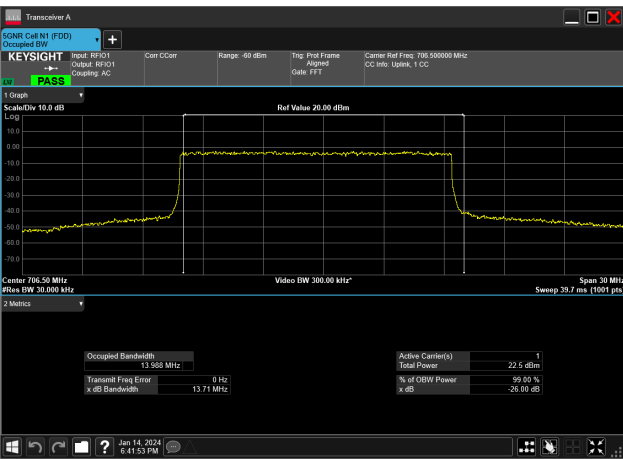 Transceiver A
5GNR Cell N1 (FDD)
Occupied BW
KEYSIGHT
LXI
PASS
Input: RFIO1
Output: RFIO1
Coupling: AC
Corr CCorr
Range: -60 dBm
Trig: Prot Frame
Aligned
Gate: FFT
Carrier Ref Freq: 706.500000 MHz
CC Info: Uplink, 1 CC
1 Graph
Scale/Div 10.0 dB
Ref Value 20.00 dBm
Log
10.0
0.00
-10.0
-20.0
-30.0
-40.0
-50.0
-60.0
-70.0
Center 706.50 MHz
Video BW 300.00 kHz*
Span 30 MHz
#Res BW 30.000 kHz
Sweep 39.7 ms (1001 pts)
2 Metrics
Occupied Bandwidth
13.988 MHz
Transmit Freq Error 0 Hz
x dB Bandwidth 13.71 MHz
Active Carrier(s) 1
Total Power 22.5 dBm
% of OBW Power 99.00 %
x dB -26.00 dB
?
Jan 14, 2024
6:41:53 PM